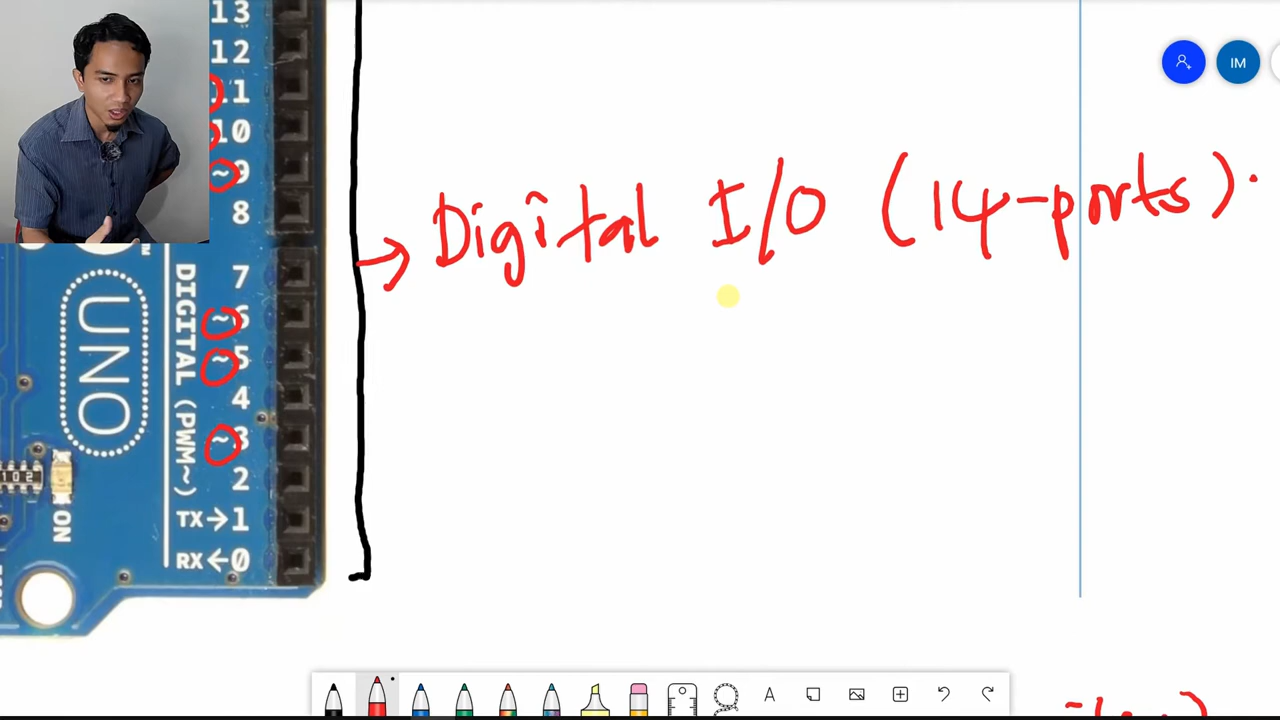 13
12
11
10
~9
8
7
~6
~5
4
~3
2
TX→1
RX←0
DIGITAL (PWM~)
UNO
ON
102
→ Digital I/O (14-ports).
IM
A